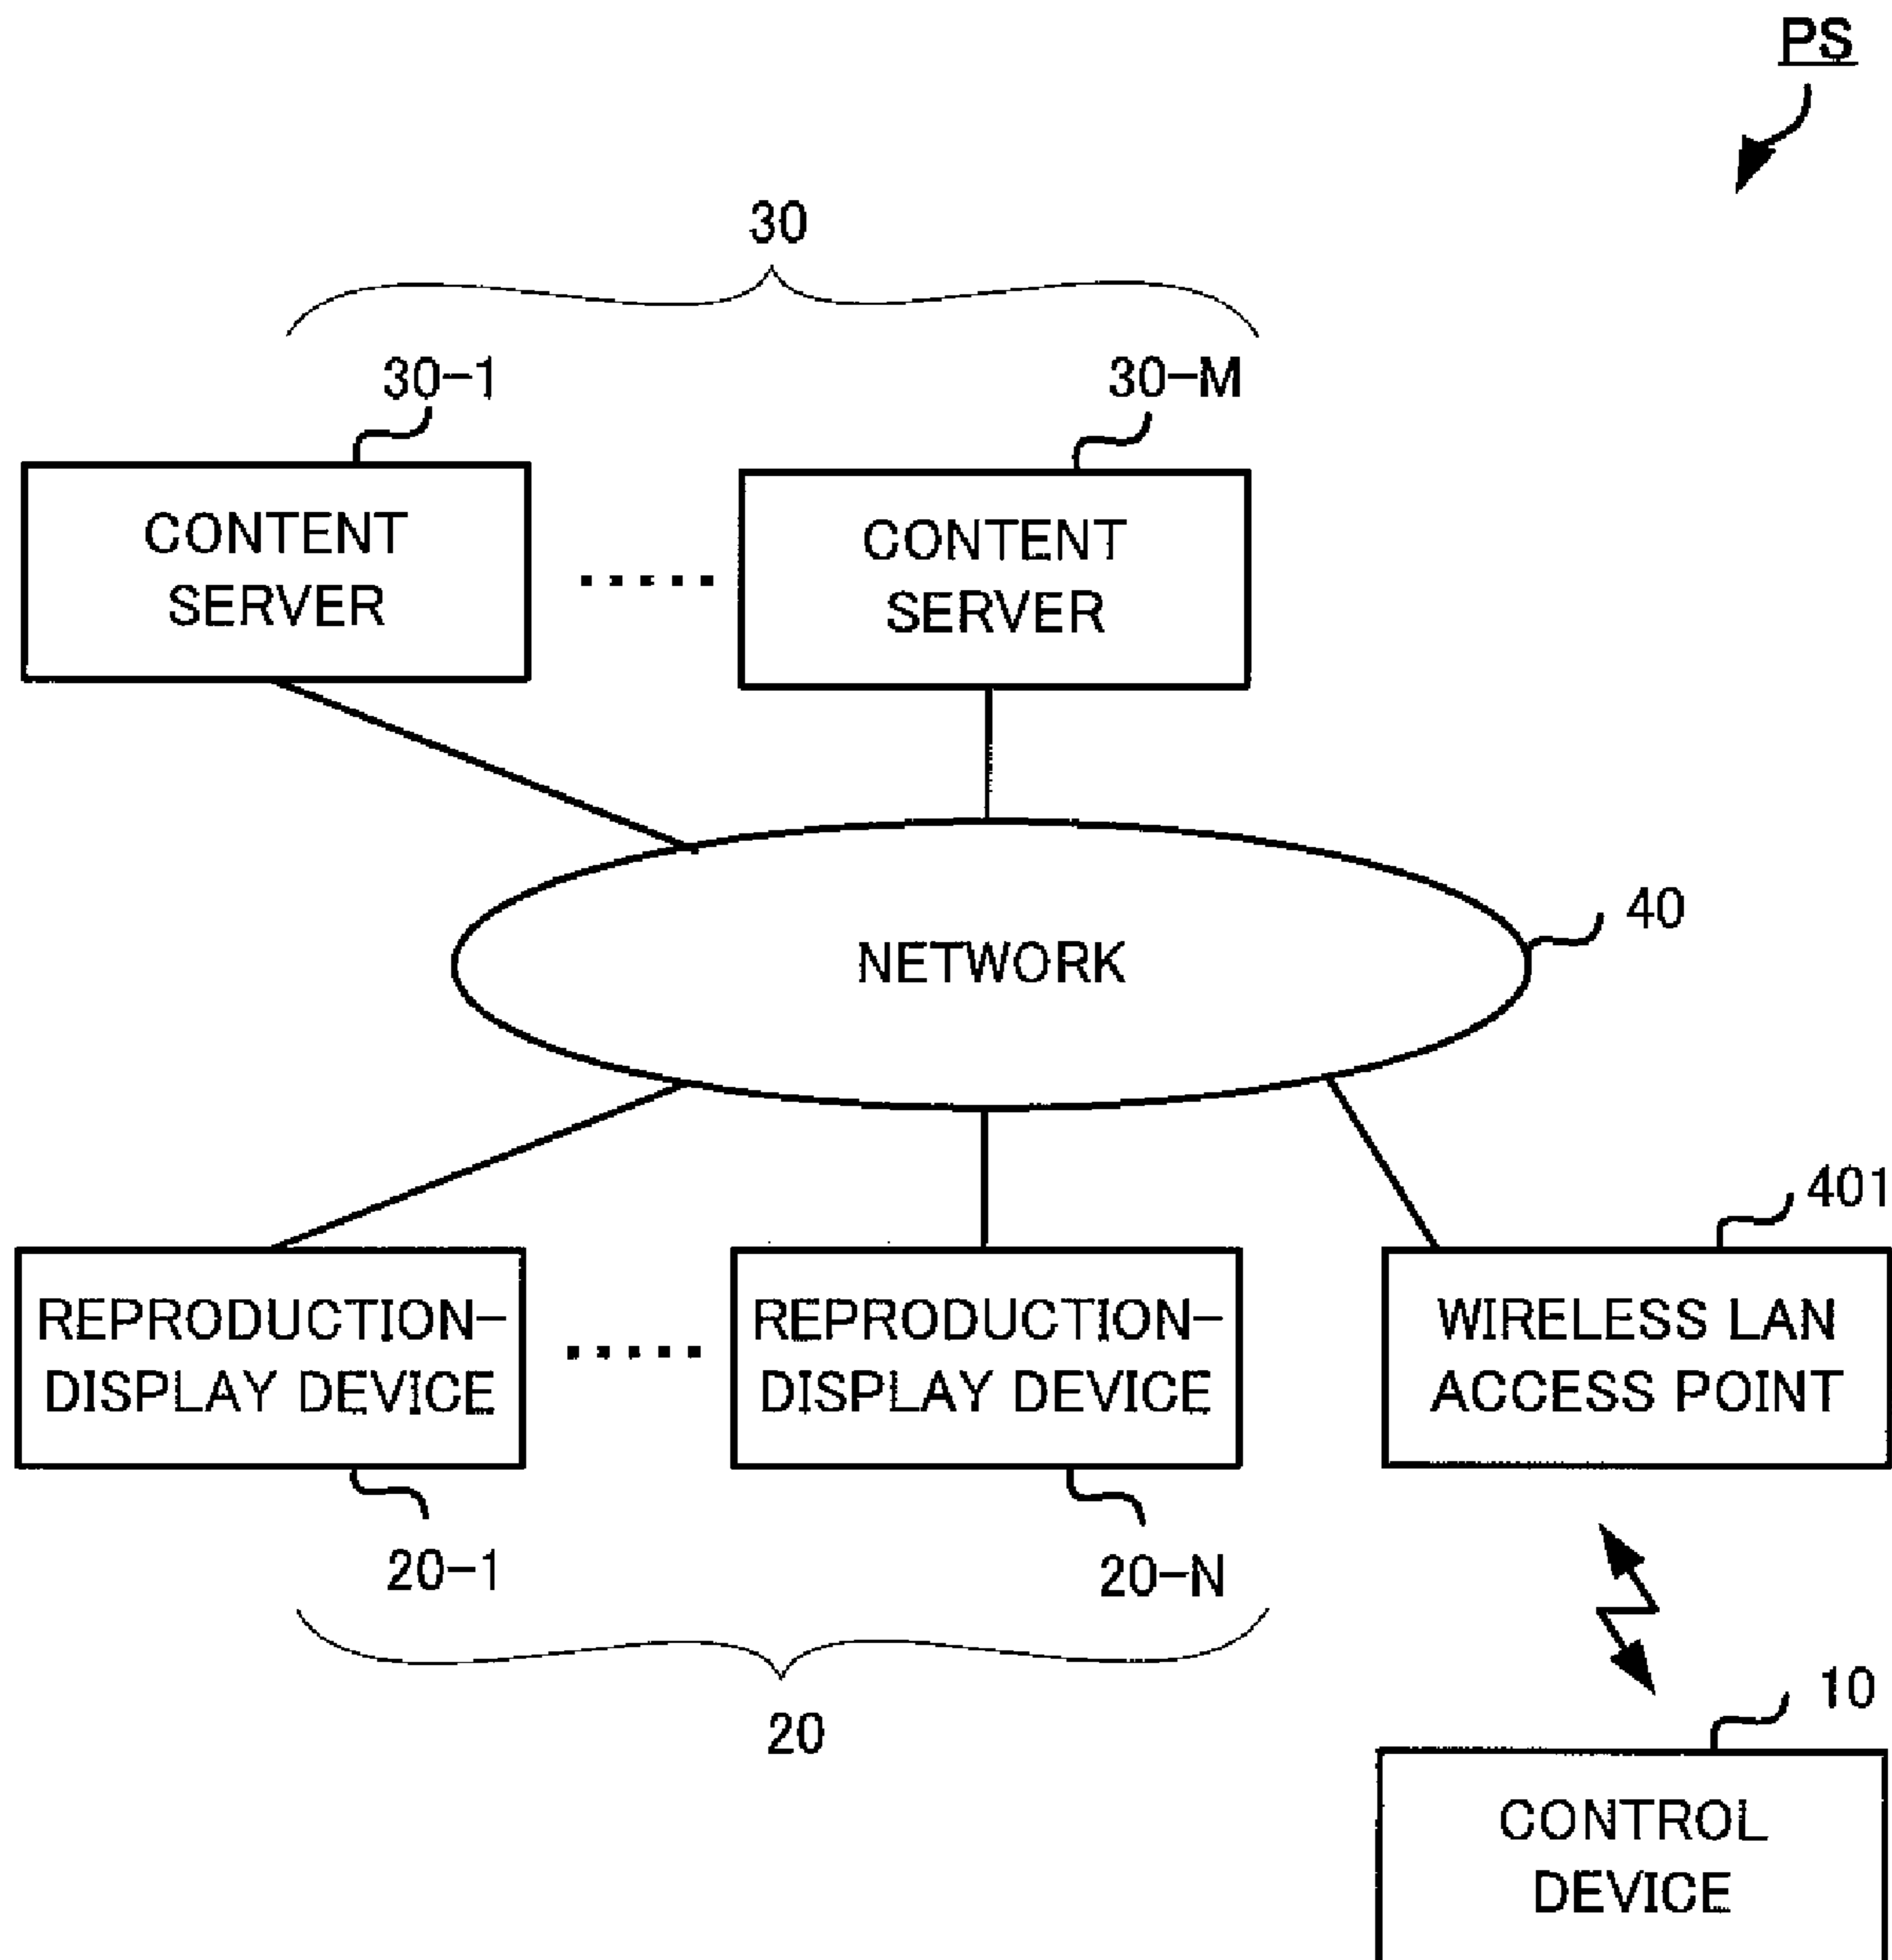 PS
30
30-1
30-M
CONTENT
SERVER
CONTENT
SERVER
NETWORK
40
401
REPRODUCTION-
DISPLAY DEVICE
REPRODUCTION-
DISPLAY DEVICE
WIRELESS LAN
ACCESS POINT
20-1
20-N
20
10
CONTROL
DEVICE